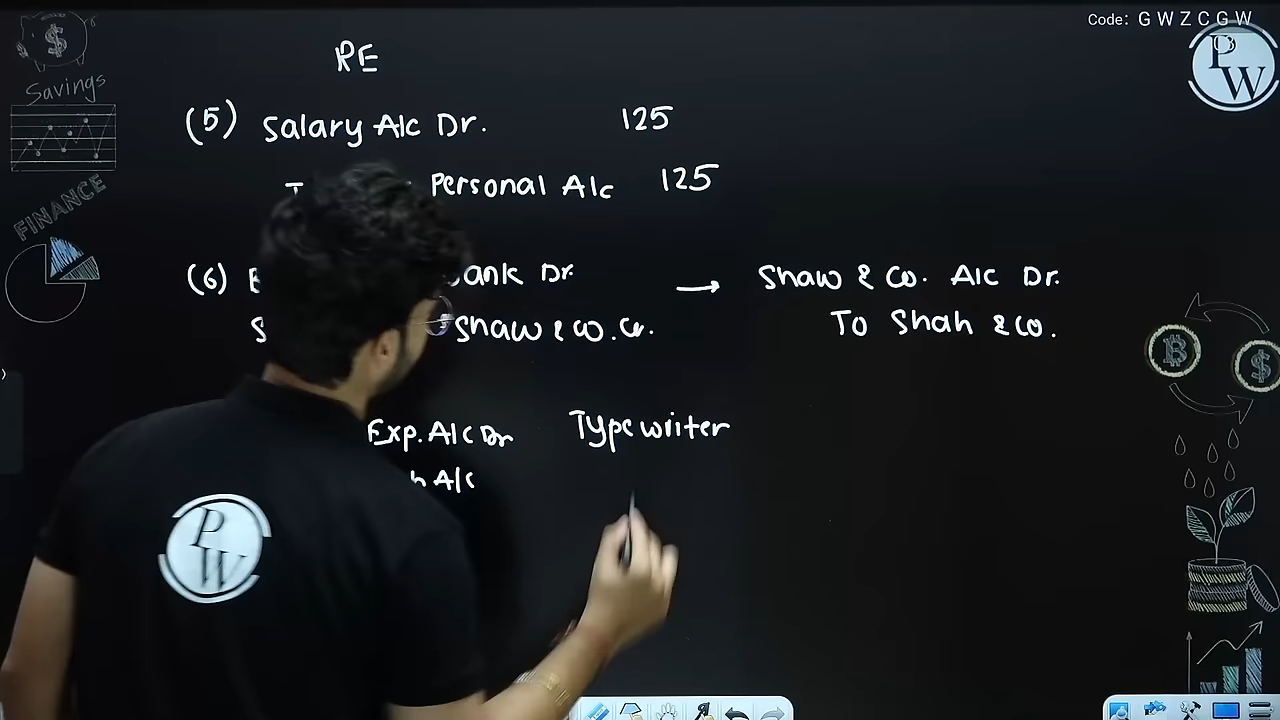 Code: G W Z C G W
P W
Savings
FINANCE
RE
(5) Salary A/c Dr. 125
Personal A/c 125
(6) Dr
Shaw & Co. Cr.
→ Shaw & Co. A/c Dr.
To Shah & Co.
Exp. A/c Dr Typewriter
A/c
P W